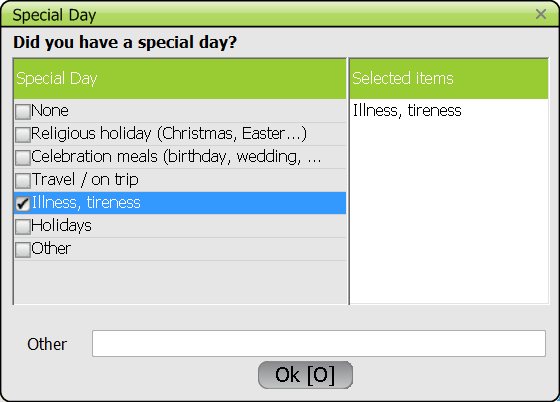 Special Day
Did you have a special day?
Special Day
Selected items
None
Religious holiday (Christmas, Easter...)
Celebration meals (birthday, wedding, ...
Travel / on trip
Illness, tireness
Holidays
Other
Illness, tireness
Other
Ok [O]